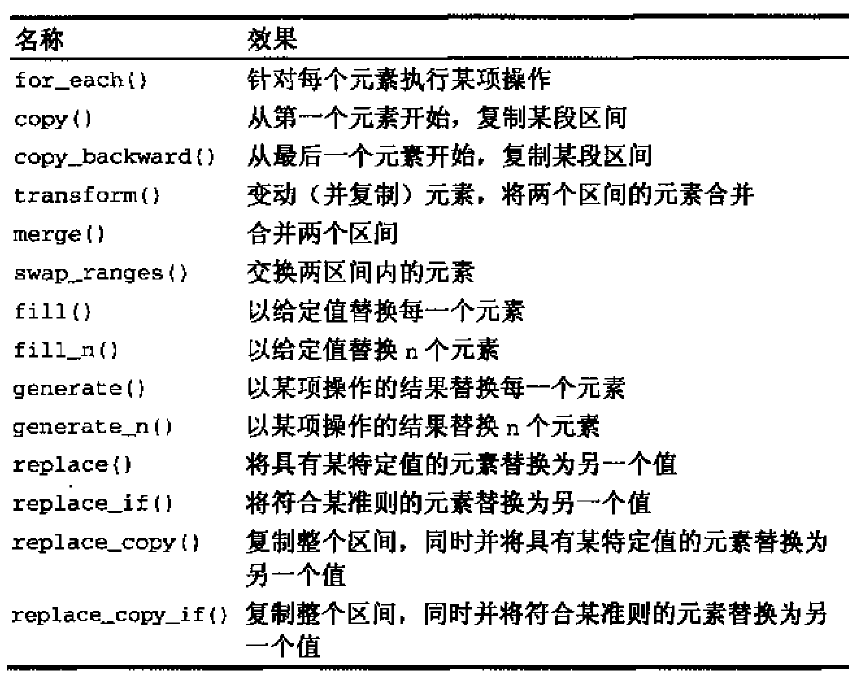 名称 效果
for_each() 针对每个元素执行某项操作
copy() 从第一个元素开始，复制某段区间
copy_backward() 从最后一个元素开始，复制某段区间
transform() 变动（并复制）元素，将两个区间的元素合并
merge() 合并两个区间
swap_ranges() 交换两区间内的元素
fill() 以给定值替换每一个元素
fill_n() 以给定值替换 n 个元素
generate() 以某项操作的结果替换每一个元素
generate_n() 以某项操作的结果替换 n 个元素
replace() 将具有某特定值的元素替换为另一个值
replace_if() 将符合某准则的元素替换为另一个值
replace_copy() 复制整个区间，同时并将具有某特定值的元素替换为
另一个值
replace_copy_if() 复制整个区间，同时并将符合某准则的元素替换为另
一个值